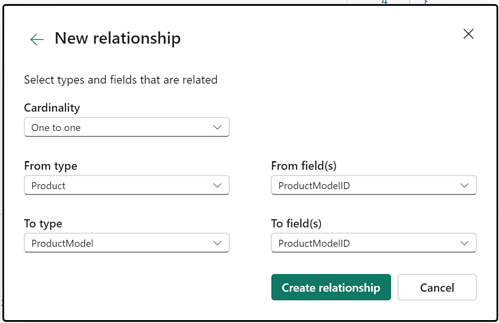 New relationship
Select types and fields that are related
Cardinality
One to one
From type
From field(s)
Product
ProductModelID
To type
To field(s)
ProductModel
ProductModelID
Create relationship
Cancel